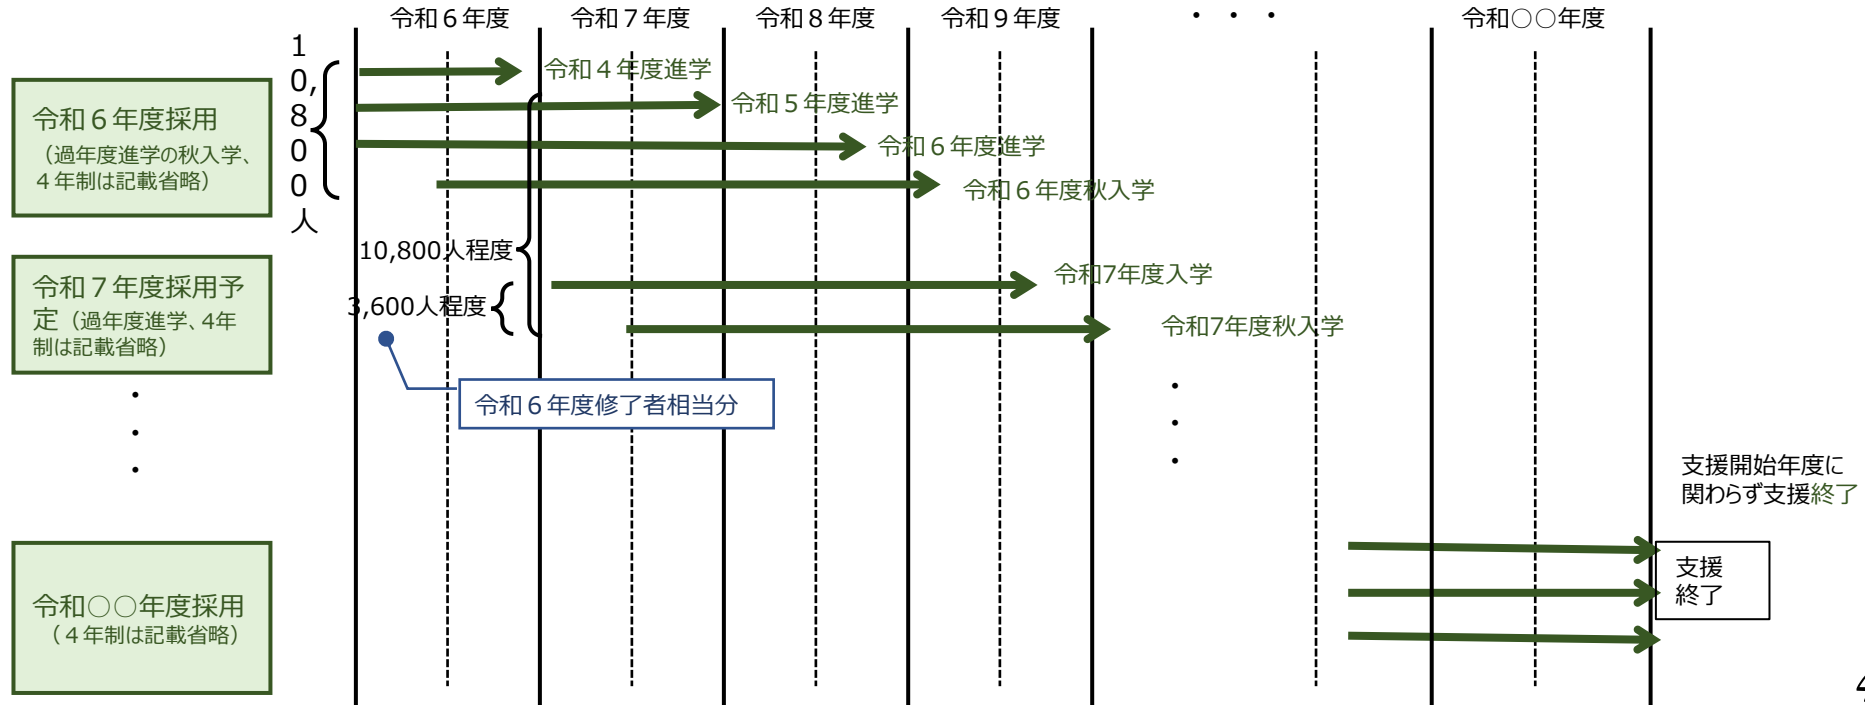 令和６年度
令和７年度
令和８年度
令和９年度
・・・
令和○○年度
10,800人
令和４年度進学
令和５年度進学
令和６年度進学
令和６年度秋入学
令和６年度採用
（過年度進学の秋入学、
４年制は記載省略）
10,800人程度
令和7年度入学
3,600人程度
令和7年度秋入学
令和７年度採用予
定（過年度進学、4年
制は記載省略）
令和６年度修了者相当分
・
・
・
・
・
・
支援開始年度に
関わらず支援終了
支援
終了
令和○○年度採用
（４年制は記載省略）